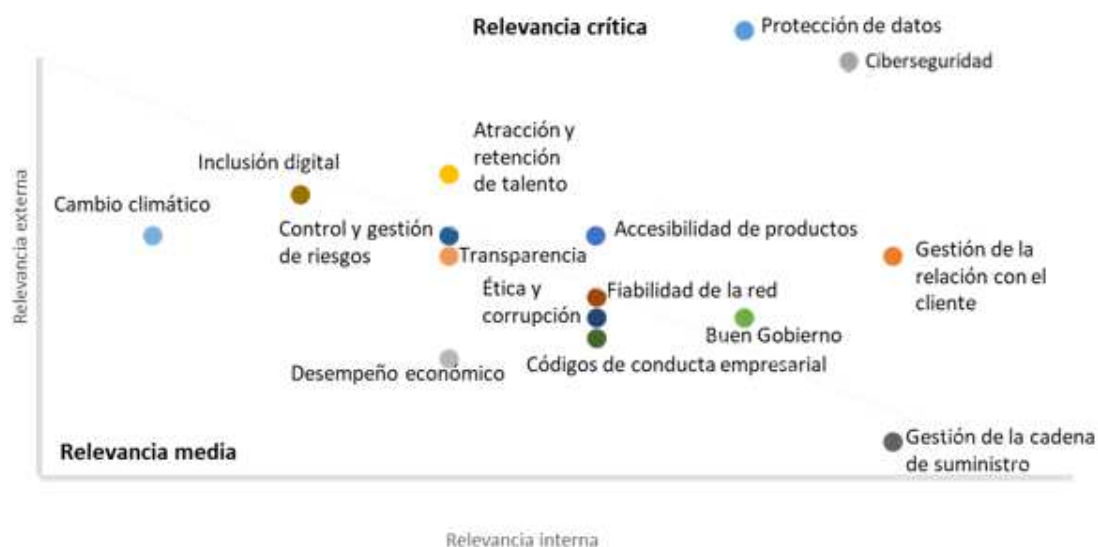 Relevancia crítica
Protección de datos
Ciberseguridad
Atracción y
retención
de talento
Inclusión digital
Cambio climático
Control y gestión
de riesgos
Accesibilidad de productos
Transparencia
Gestión de la
relación con el
cliente
Ética y
corrupción
Fiabilidad de la red
Buen Gobierno
Códigos de conducta empresarial
Desempeño económico
Relevancia media
Gestión de la cadena
de suministro
Relevancia externa
Relevancia interna